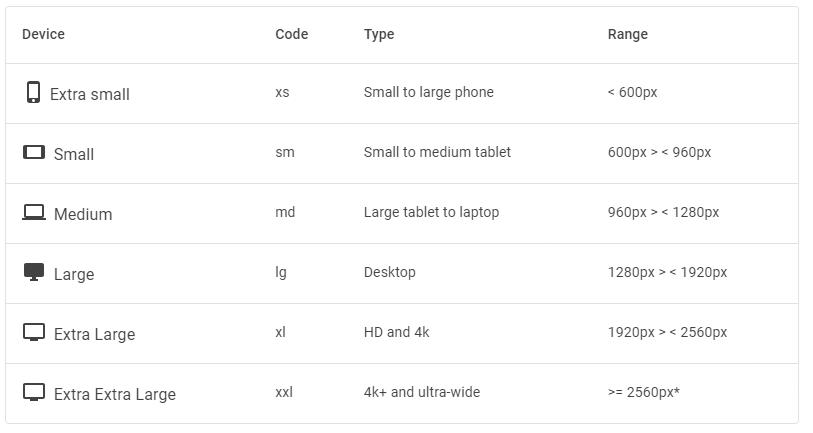 Device Code Type Range
Extra small xs Small to large phone < 600px
Small sm Small to medium tablet 600px > < 960px
Medium md Large tablet to laptop 960px > < 1280px
Large lg Desktop 1280px > < 1920px
Extra Large xl HD and 4k 1920px > < 2560px
Extra Extra Large xxl 4k+ and ultra-wide >= 2560px*